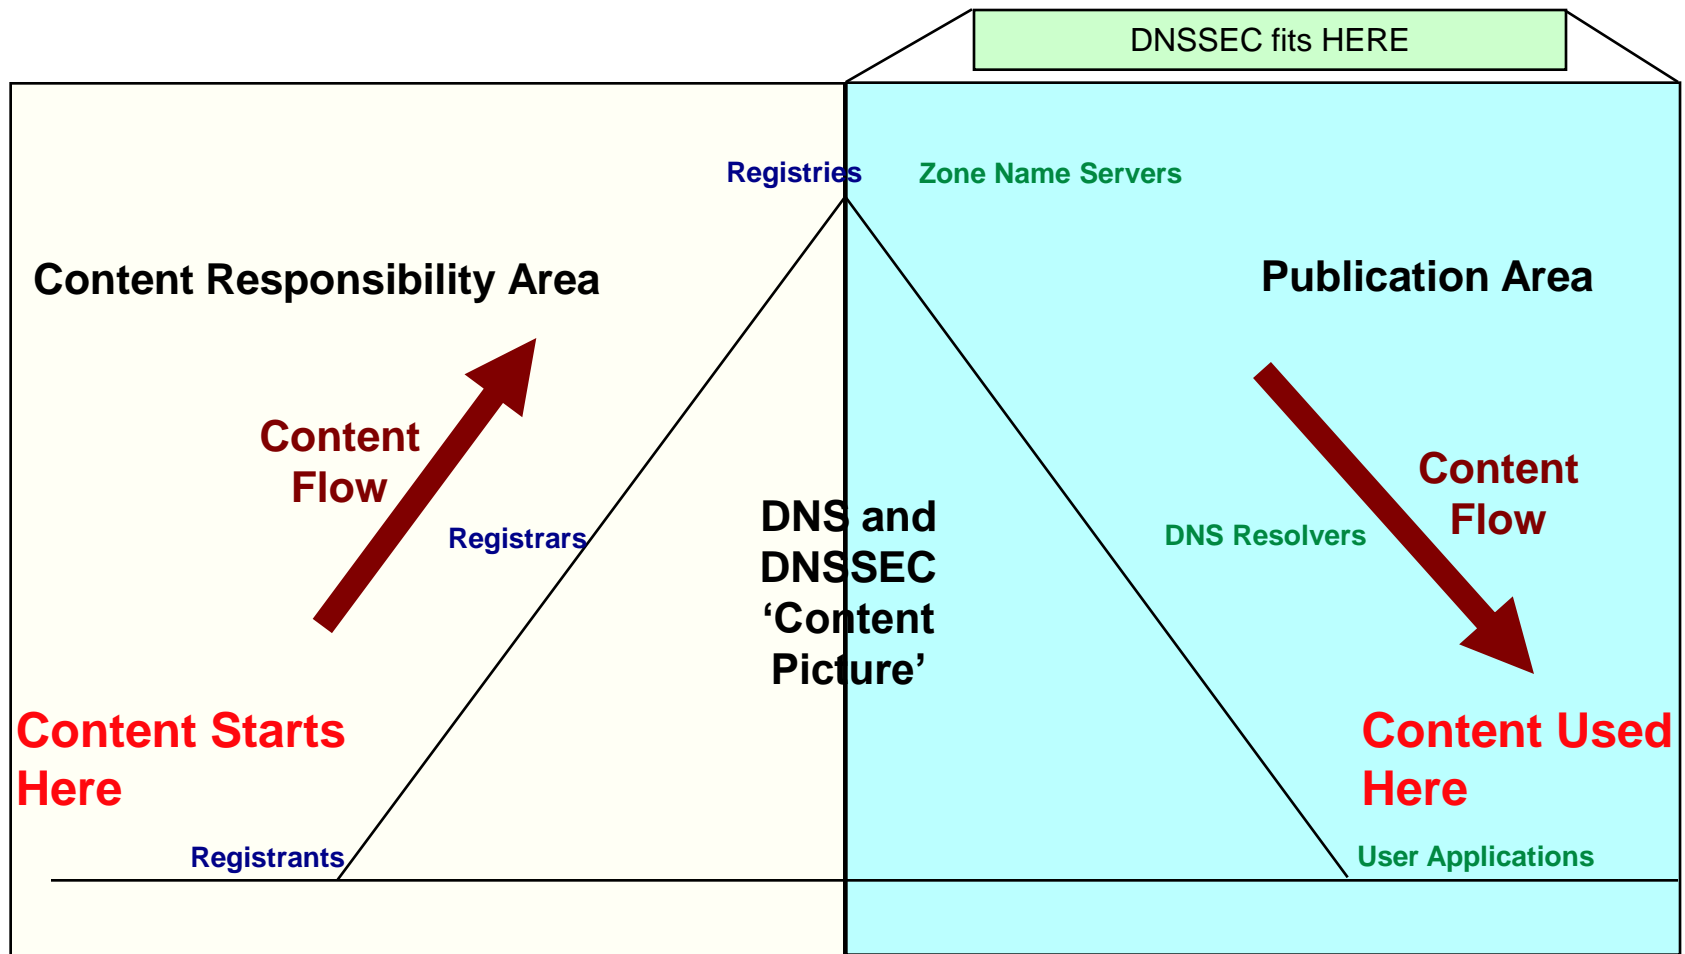 DNSSEC fits HERE
Registries
Zone Name Servers
Content Responsibility Area
Publication Area
Content
Flow
Content
Flow
Registrars
DNS and
DNSSEC
‘Content
Picture’
DNS Resolvers
Content Starts
Here
Content Used
Here
Registrants
User Applications